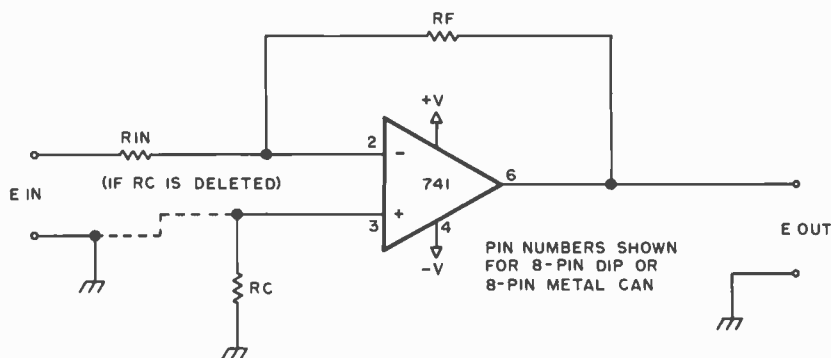 RF
+V
RIN
2
-
(IF RC IS DELETED)
741
6
E IN
3
+
4
E OUT
-V
PIN NUMBERS SHOWN
FOR 8-PIN DIP OR
8-PIN METAL CAN
RC